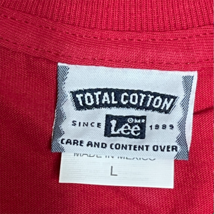 TOTAL COTTON
SINCE Lee 1889
CARE AND CONTENT OVER
MADE IN MEXICO
L